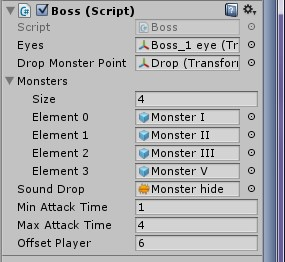 Boss (Script)
Script Boss
Eyes Boss_1 eye (Tr
Drop Monster Point Drop (Transfor
Monsters
Size 4
Element 0 Monster I
Element 1 Monster II
Element 2 Monster III
Element 3 Monster V
Sound Drop Monster hide
Min Attack Time 1
Max Attack Time 4
Offset Player 6